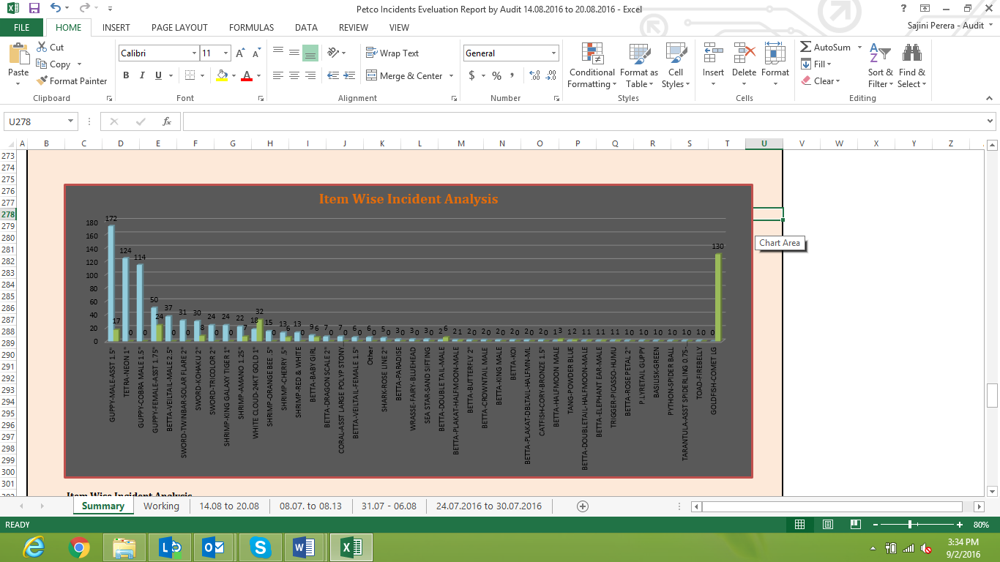 Petco Incidents Eveluation Report by Audit 14.08.2016 to 20.08.2016 - Excel
FILE HOME INSERT PAGE LAYOUT FORMULAS DATA REVIEW VIEW
Sajini Perera - Audit
Paste
Cut
Copy
Format Painter
Clipboard
Calibri 11
B I U
Font
Wrap Text
Merge & Center
Alignment
General
$ % ,
Number
Conditional Formatting
Format as Table
Cell Styles
Styles
Insert Delete Format
Cells
AutoSum
Fill
Clear
Sort & Filter
Find & Select
Editing
U278
fx
A B C D E F G H I J K L M N O P Q R S T U V W X Y Z
273
274
275
276
277
278
279
280
281
282
283
284
285
286
287
288
289
290
291
292
293
294
295
296
297
298
299
300
301
Item Wise Incident Analysis
180
160
140
120
100
80
60
40
20
0
172 17
124 0
114 0
50 24
37 0
31 0
30 8
24 0
24 0
22 7
18 32
15 0
13 6
13 0
9 6
7 0
7 0
6 0
6 0
5 0
3 0
3 0
3 0
2 6
2 1
2 0
2 0
2 0
2 0
2 0
2 0
1 3
1 2
1 1
1 1
1 1
1 0
1 0
1 0
1 0
1 0
1 0
0 130
GUPPY-MALE-ASST 1.5"
TETRA-NEON 1"
GUPPY-COBRA MALE 1.5"
GUPPY-FEMALE-ASST 1.75"
BETTA-VEILTAIL-MALE 2.5"
SWORD-TWINBAR-SOLAR FLARE 2"
SWORD-KOHAKU 2"
SWORD-TRICOLOR 2"
SHRIMP-KING GALAXY TIGER 1"
SHRIMP-AMANO 1.25"
WHITE CLOUD-24KT GOLD 1"
SHRIMP-ORANGE BEE .5"
SHRIMP-CHERRY .5"
SHRIMP-RED & WHITE
BETTA-BABY GIRL
BETTA-DRAGON SCALE 2"
CORAL-ASST LARGE POLYP STONY…
BETTA-VEILTAIL-FEMALE 1.5"
Other
SHARK-ROSE LINE 2"
BETTA-PARADISE
WRASSE-FAIRY-BLUEHEAD
SEA STAR-SAND SIFTING
BETTA-DOUBLE TAIL-MALE
BETTA-PLAKAT-HALFMOON-MALE
BETTA-BUTTERFLY 2"
BETTA-CROWNTAIL MALE
BETTA-KING MALE
BETTA-KOI
BETTA-PLAKAT-DBLTAIL-HALFMN-ML
CATFISH-CORY-BRONZE 1.5"
BETTA-HALFMOON MALE
TANG-POWDER BLUE
BETTA-DOUBLETAIL-HALFMOON-MALE
BETTA-ELEPHANT EAR-MALE
TRIGGER-PICASSO-HUMU
BETTA-ROSE PETAL 2"
P.LY.RETAIL GUPPY
BASILISK-GREEN
PYTHON-SPIDER BALL
TARANTULA-ASST SPIDERLING 0.75-1
TOAD-FIREBELLY
GOLDFISH-COMET LG
Chart Area
Item Wise Incident Analysis
Summary Working 14.08 to 20.08 08.07. to 08.13 31.07 - 06.08 24.07.2016 to 30.07.2016
READY
80%
3:34 PM
9/2/2016